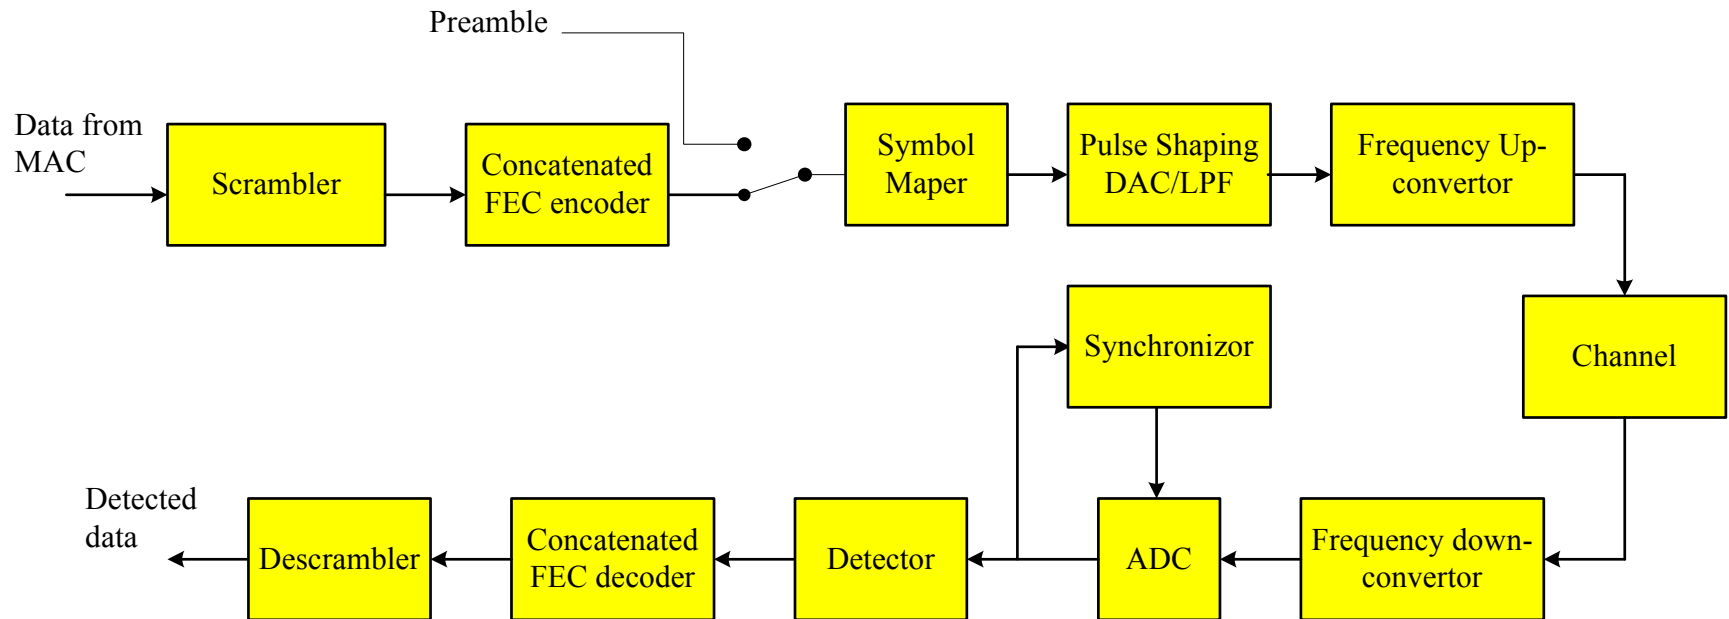 Preamble
Data from
MAC
Scrambler
Concatenated
FEC encoder
Symbol
Maper
Pulse Shaping
DAC/LPF
Frequency Up-
convertor
Synchronizor
Channel
Detected
data
Descrambler
Concatenated
FEC decoder
Detector
ADC
Frequency down-
convertor